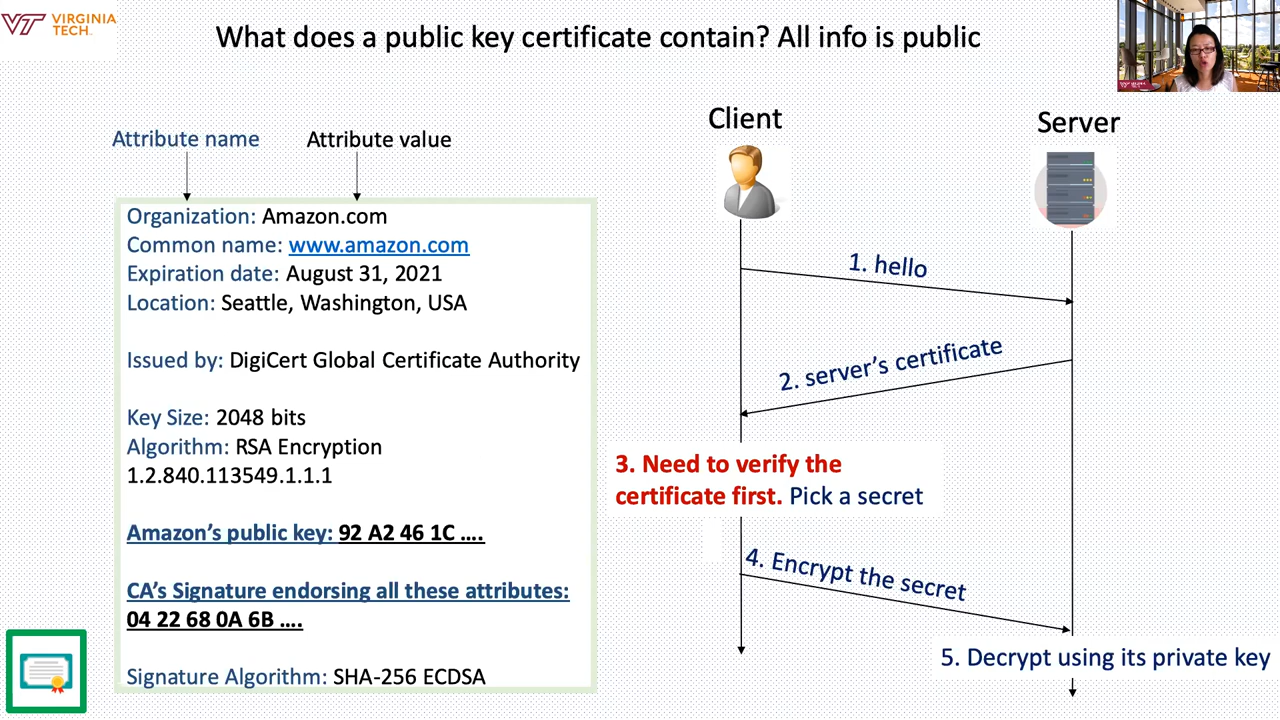 VIRGINIA
TECH
What does a public key certificate contain? All info is public
Attribute name
Attribute value
Organization: Amazon.com
Common name: www.amazon.com
Expiration date: August 31, 2021
Location: Seattle, Washington, USA
Issued by: DigiCert Global Certificate Authority
Key Size: 2048 bits
Algorithm: RSA Encryption
1.2.840.113549.1.1.1
Amazon's public key: 92 A2 46 1C ....
CA's Signature endorsing all these attributes:
04 22 68 0A 6B ....
Signature Algorithm: SHA-256 ECDSA
Client
Server
1. hello
2. server's certificate
3. Need to verify the
certificate first. Pick a secret
4. Encrypt the secret
5. Decrypt using its private key